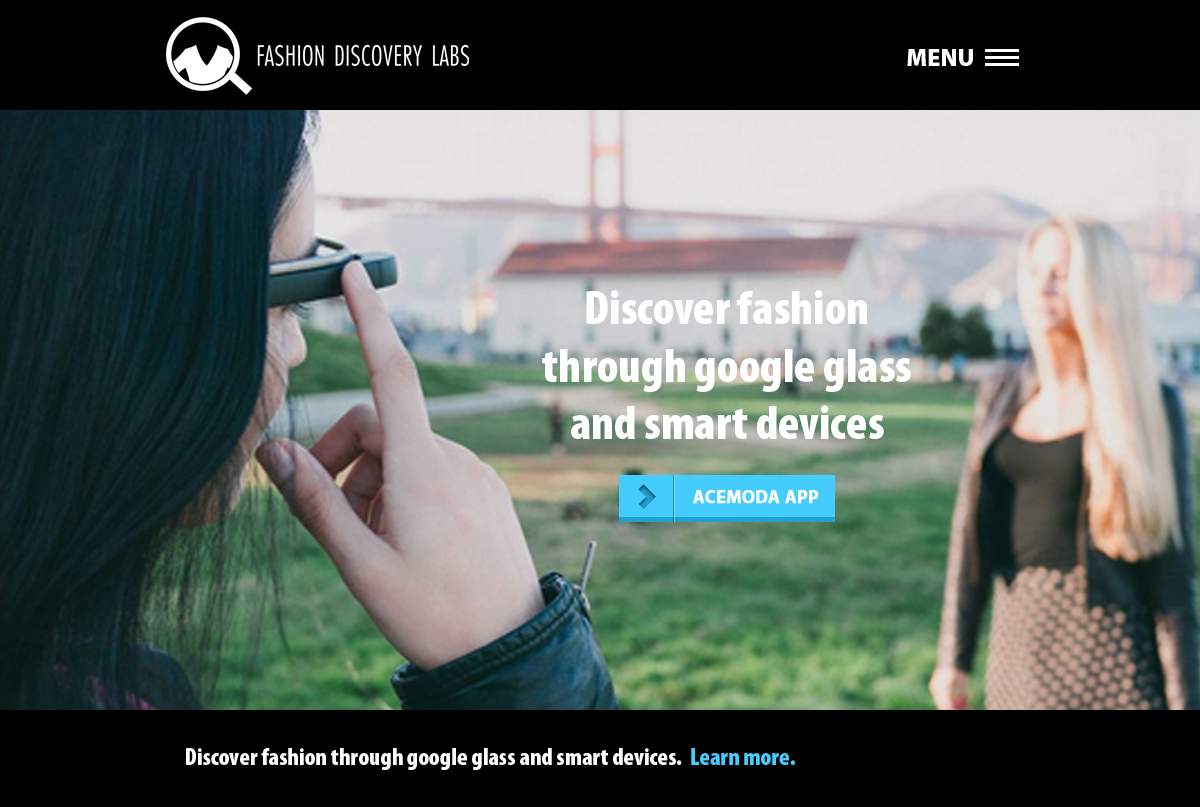 FASHION DISCOVERY LABS
MENU
Discover fashion
through google glass
and smart devices
ACEMODA APP
Discover fashion through google glass and smart devices. Learn more.